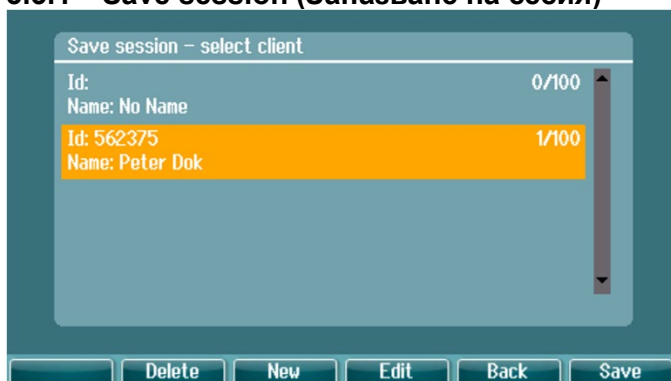 Save session (Запазване на сесия)
Save session – select client
Id: 0/100
Name: No Name
Id: 562375 1/100
Name: Peter Dok
Delete New Edit Back Save